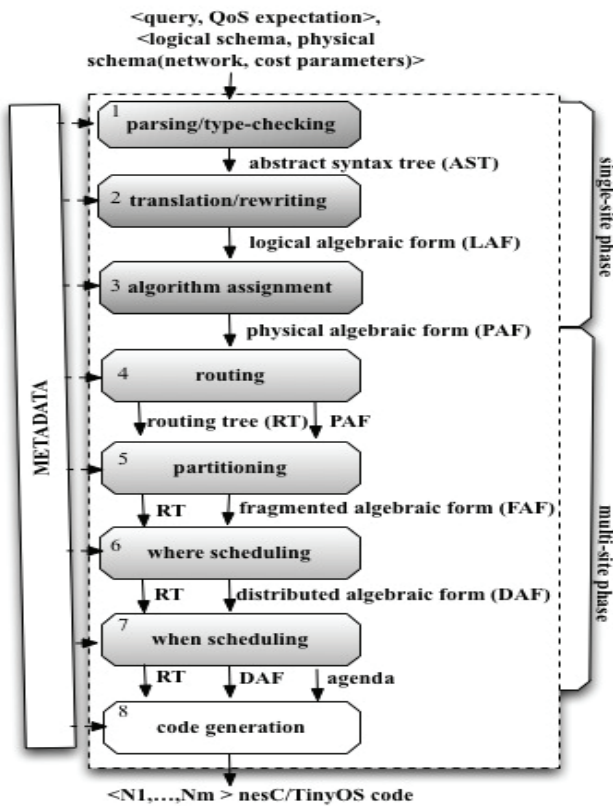 <query, QoS expectation>,
<logical schema, physical
schema(network, cost parameters)>
METADATA
1
parsing/type-checking
abstract syntax tree (AST)
2
translation/rewriting
logical algebraic form (LAF)
3
algorithm assignment
physical algebraic form (PAF)
single-site phase
4
routing
routing tree (RT)
PAF
5
partitioning
RT
fragmented algebraic form (FAF)
6
where scheduling
RT
distributed algebraic form (DAF)
7
when scheduling
RT
DAF
agenda
8
code generation
multi-site phase
<N1,...,Nm > nesC/TinyOS code